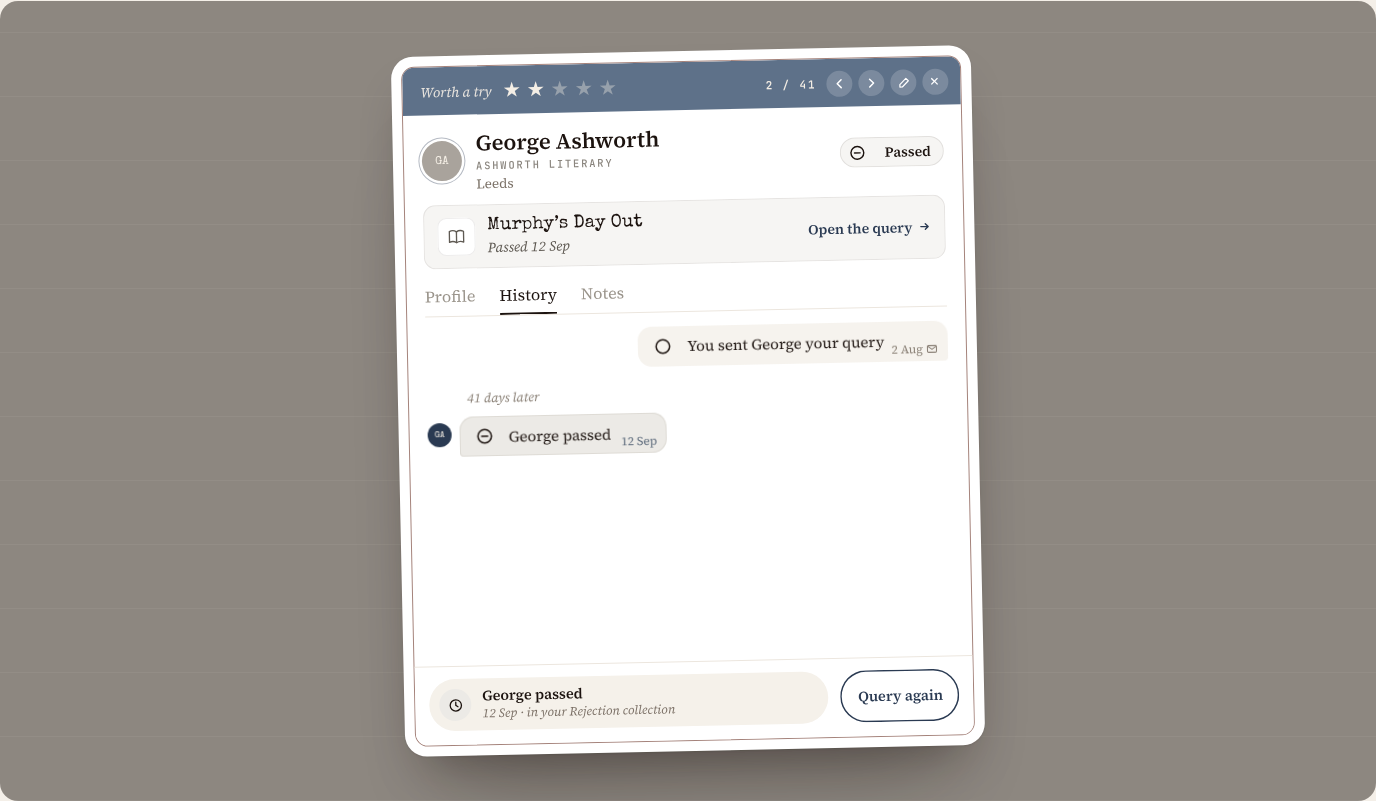 Worth a try ★ ★ ★ ★ ★ 2 / 41
GA
George Ashworth
ASHWORTH LITERARY
Leeds
Passed
Murphy's Day Out
Passed 12 Sep
Open the query →
Profile History Notes
You sent George your query 2 Aug
41 days later
GA
George passed 12 Sep
George passed
12 Sep · in your Rejection collection
Query again